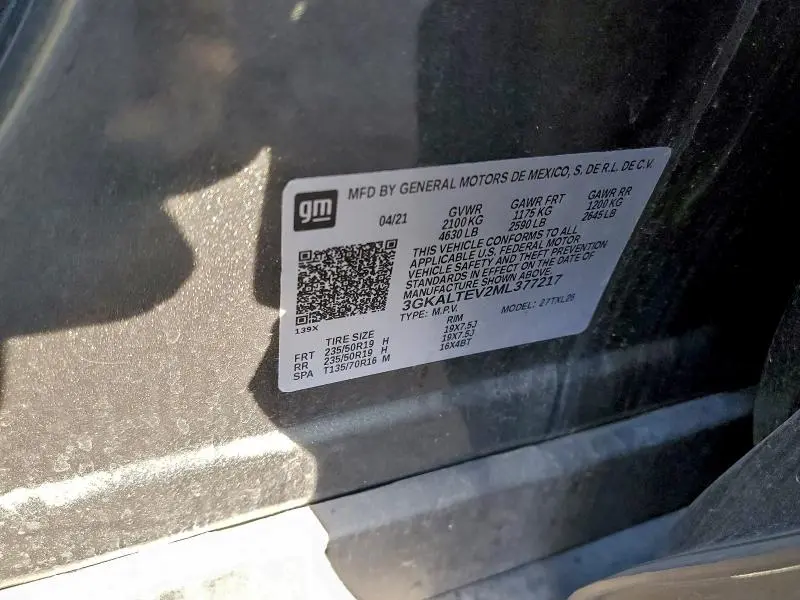 gm
MFD BY GENERAL MOTORS DE MEXICO, S. DE R.L. DE C.V.
04/21 GVWR GAWR FRT GAWR RR
2100 KG 1175 KG 1200 KG
4630 LB 2590 LB 2645 LB
THIS VEHICLE CONFORMS TO ALL
APPLICABLE U.S. FEDERAL MOTOR
VEHICLE SAFETY AND THEFT PREVENTION
STANDARDS IN EFFECT ON THE DATE OF
MANUFACTURE SHOWN ABOVE.
3GKALTEV2ML377217
TYPE: M.P.V. MODEL: 27TXL26
139X
TIRE SIZE RIM
FRT 235/50R19 H 19X7.5J
RR 235/50R19 H 19X7.5J
SPA T135/70R16 M 16X4BT